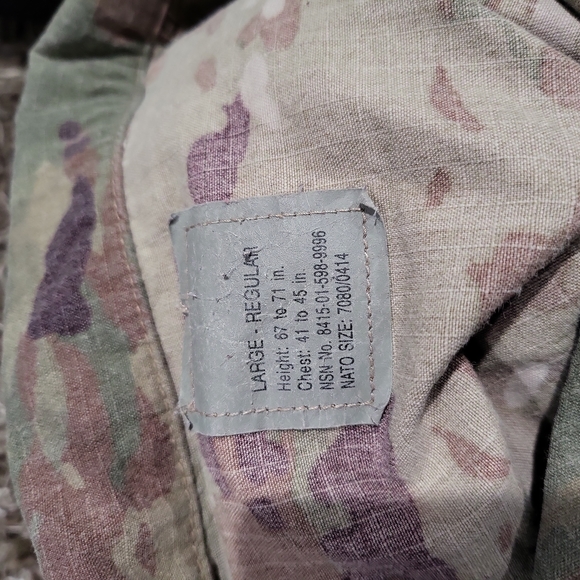 LARGE - REGULAR
Height: 67 to 71 in.
Chest: 41 to 45 in.
NSN No. 8415-01-598-9996
NATO SIZE: 7080/0414